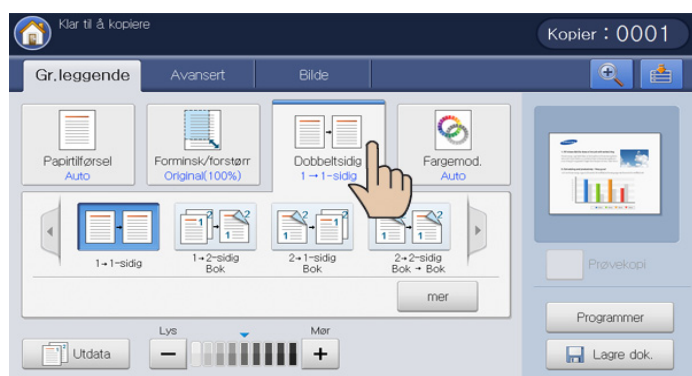 Klar til å kopiere
Kopier : 0001
Gr.leggende
Avansert
Bilde
Papirtilførsel
Auto
Forminsk/forstørr
Original(100%)
Dobbeltsidig
1→1-sidig
Fargemod.
Auto
1→1-sidig
1→2-sidig
Bok
2→1-sidig
Bok
2→2-sidig
Bok → Bok
mer
Prøvekopi
Lys
Mør
Utdata
Programmer
Lagre dok.